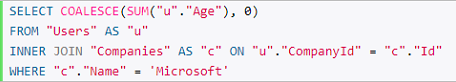 SELECT COALESCE(SUM("u"."Age"), 0)
FROM "Users" AS "u"
INNER JOIN "Companies" AS "c" ON "u"."CompanyId" = "c"."Id"
WHERE "c"."Name" = 'Microsoft'